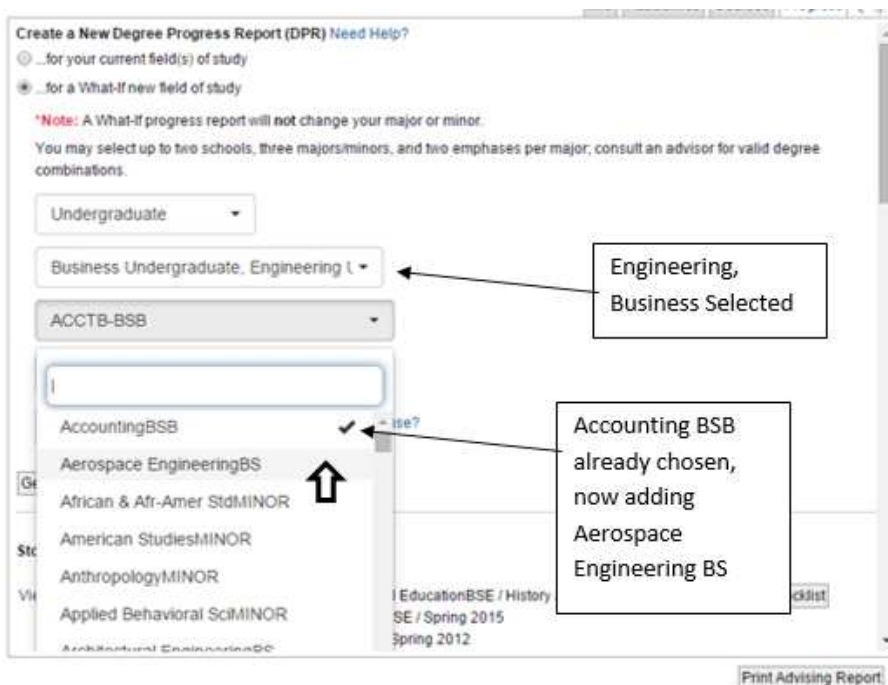 Create a New Degree Progress Report (DPR) Need Help?
...for your current field(s) of study
...for a What-If new field of study
*Note: A What-If progress report will not change your major or minor.
You may select up to two schools, three majors/minors, and two emphases per major; consult an advisor for valid degree
combinations.
Undergraduate
Business Undergraduate, Engineering U
Engineering,
Business Selected
ACCTB-BSB
AccountingBSB
Aerospace EngineeringBS
African & Afr-Amer StdMINOR
American StudiesMINOR
AnthropologyMINOR
Applied Behavioral SciMINOR
Architectural EngineeringBS
Accounting BSB
already chosen,
now adding
Aerospace
Engineering BS
EducationBSE / History
SE / Spring 2015
Spring 2012
Print Advising Report